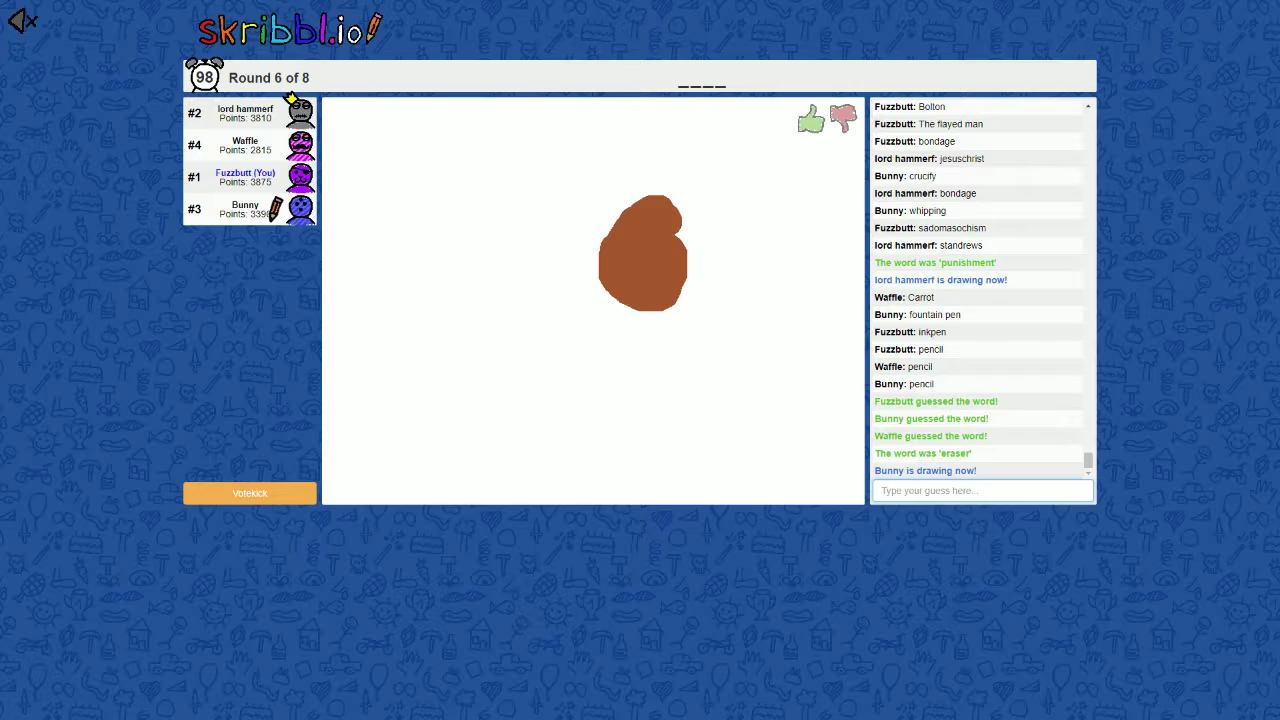 skribbl.io
98
Round 6 of 8
____
#2
lord hammerf
Points: 3810
#4
Waffle
Points: 2815
#1
Fuzzbutt (You)
Points: 3875
#3
Bunny
Points: 339
Votekick
Fuzzbutt: Bolton
Fuzzbutt: The flayed man
Fuzzbutt: bondage
lord hammerf: jesuschrist
Bunny: crucify
lord hammerf: bondage
Bunny: whipping
Fuzzbutt: sadomasochism
lord hammerf: standrews
The word was 'punishment'
lord hammerf is drawing now!
Waffle: Carrot
Bunny: fountain pen
Fuzzbutt: inkpen
Fuzzbutt: pencil
Waffle: pencil
Bunny: pencil
Fuzzbutt guessed the word!
Bunny guessed the word!
Waffle guessed the word!
The word was 'eraser'
Bunny is drawing now!
Type your guess here...